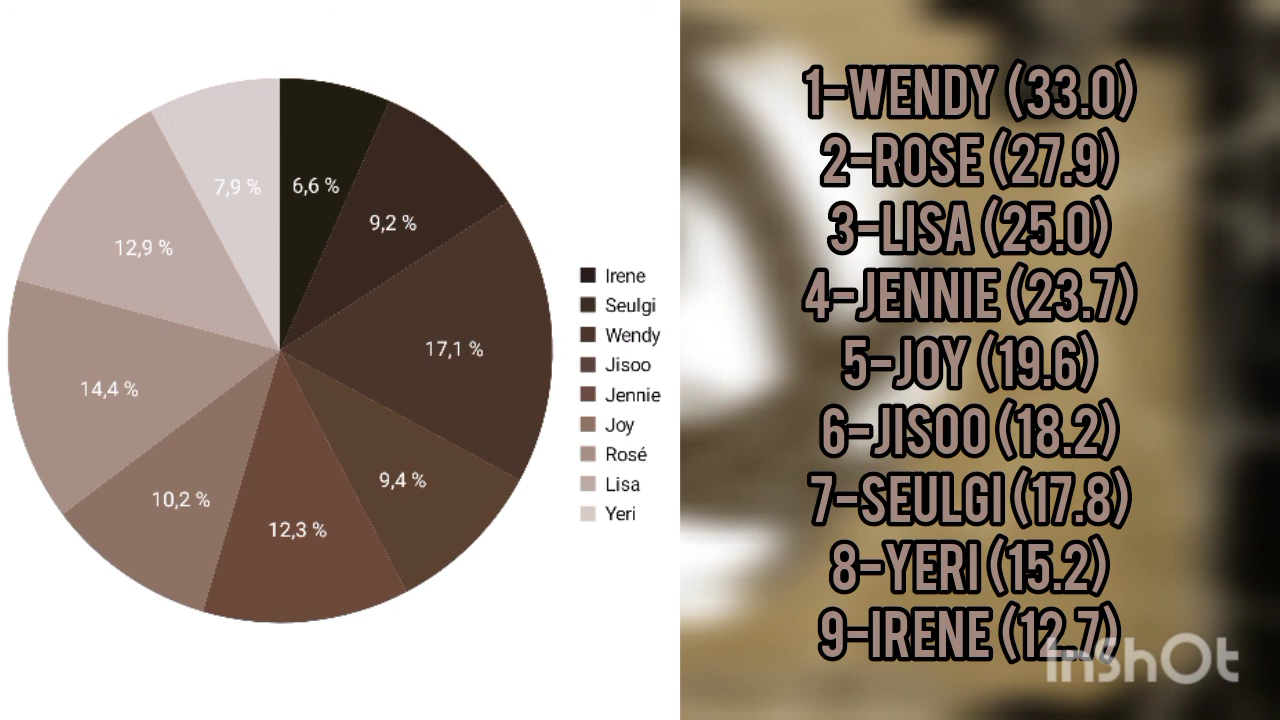 7,9 %
6,6 %
9,2 %
12,9 %
17,1 %
14,4 %
9,4 %
10,2 %
12,3 %
Irene
Seulgi
Wendy
Jisoo
Jennie
Joy
Rosé
Lisa
Yeri
1-WENDY (33.0)
2-ROSE (27.9)
3-LISA (25.0)
4-JENNIE (23.7)
5-JOY (19.6)
6-JISOO (18.2)
7-SEULGI (17.8)
8-YERI (15.2)
9-IRENE (12.7)
InShOt